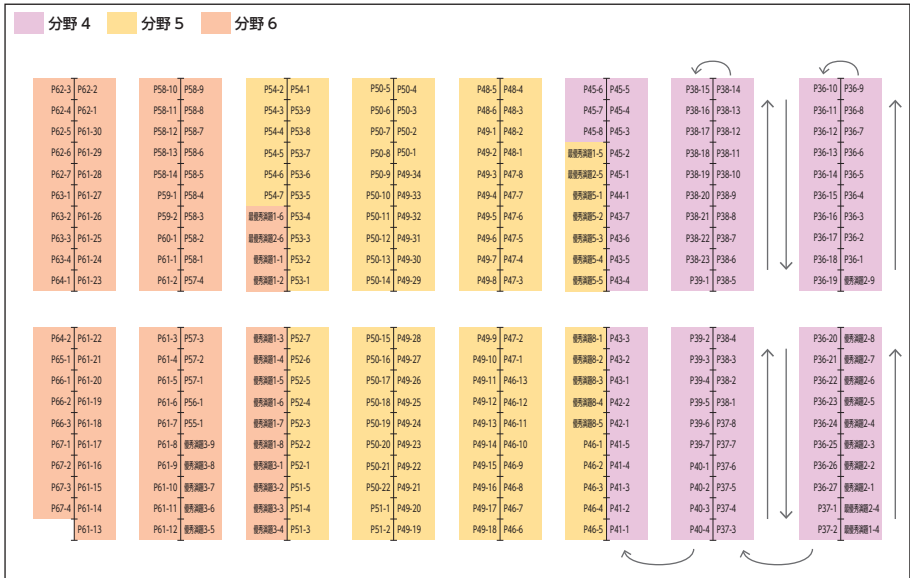 分野 4 分野 5 分野 6
P62-3 P62-2 P58-10 P58-9 P54-2 P54-1 P50-5 P50-4 P48-5 P48-4 P45-6 P45-5 P38-15 P38-14 P36-10 P36-9
P62-4 P62-1 P58-11 P58-8 P54-3 P53-9 P50-6 P50-3 P48-6 P48-3 P45-7 P45-4 P38-16 P38-13 P36-11 P36-8
P62-5 P61-30 P58-12 P58-7 P54-4 P53-8 P50-7 P50-2 P49-1 P48-2 P45-8 P45-3 P38-17 P38-12 P36-12 P36-7
P62-6 P61-29 P58-13 P58-6 P54-5 P53-7 P50-8 P50-1 P49-2 P48-1 最優秀演題1-5 P45-2 P38-18 P38-11 P36-13 P36-6
P62-7 P61-28 P58-14 P58-5 P54-6 P53-6 P50-9 P49-34 P49-3 P47-8 最優秀演題2-5 P45-1 P38-19 P38-10 P36-14 P36-5
P63-1 P61-27 P59-1 P58-4 P54-7 P53-5 P50-10 P49-33 P49-4 P47-7 優秀演題5-1 P44-1 P38-20 P38-9 P36-15 P36-4
P63-2 P61-26 P59-2 P58-3 最優秀演題1-6 P53-4 P50-11 P49-32 P49-5 P47-6 優秀演題5-2 P43-7 P38-21 P38-8 P36-16 P36-3
P63-3 P61-25 P60-1 P58-2 最優秀演題2-6 P53-3 P50-12 P49-31 P49-6 P47-5 優秀演題5-3 P43-6 P38-22 P38-7 P36-17 P36-2
P63-4 P61-24 P61-1 P58-1 優秀演題1-1 P53-2 P50-13 P49-30 P49-7 P47-4 優秀演題5-4 P43-5 P38-23 P38-6 P36-18 P36-1
P64-1 P61-23 P61-2 P57-4 優秀演題1-2 P53-1 P50-14 P49-29 P49-8 P47-3 優秀演題5-5 P43-4 P39-1 P38-5 P36-19 優秀演題2-9
P64-2 P61-22 P61-3 P57-3 優秀演題1-3 P52-7 P50-15 P49-28 P49-9 P47-2 優秀演題8-1 P43-3 P39-2 P38-4 P36-20 優秀演題2-8
P65-1 P61-21 P61-4 P57-2 優秀演題1-4 P52-6 P50-16 P49-27 P49-10 P47-1 優秀演題8-2 P43-2 P39-3 P38-3 P36-21 優秀演題2-7
P66-1 P61-20 P61-5 P57-1 優秀演題1-5 P52-5 P50-17 P49-26 P49-11 P46-13 優秀演題8-3 P43-1 P39-4 P38-2 P36-22 優秀演題2-6
P66-2 P61-19 P61-6 P56-1 優秀演題1-6 P52-4 P50-18 P49-25 P49-12 P46-12 優秀演題8-4 P42-2 P39-5 P38-1 P36-23 優秀演題2-5
P66-3 P61-18 P61-7 P55-1 優秀演題1-7 P52-3 P50-19 P49-24 P49-13 P46-11 優秀演題8-5 P42-1 P39-6 P37-8 P36-24 優秀演題2-4
P67-1 P61-17 P61-8 優秀演題3-9 優秀演題1-8 P52-2 P50-20 P49-23 P49-14 P46-10 P46-1 P41-5 P39-7 P37-7 P36-25 優秀演題2-3
P67-2 P61-16 P61-9 優秀演題3-8 優秀演題3-1 P52-1 P50-21 P49-22 P49-15 P46-9 P46-2 P41-4 P40-1 P37-6 P36-26 優秀演題2-2
P67-3 P61-15 P61-10 優秀演題3-7 優秀演題3-2 P51-5 P50-22 P49-21 P49-16 P46-8 P46-3 P41-3 P40-2 P37-5 P36-27 優秀演題2-1
P67-4 P61-14 P61-11 優秀演題3-6 優秀演題3-3 P51-4 P51-1 P49-20 P49-17 P46-7 P46-4 P41-2 P40-3 P37-4 P37-1 最優秀演題2-4
P61-13 P61-12 優秀演題3-5 優秀演題3-4 P51-3 P51-2 P49-19 P49-18 P46-6 P46-5 P41-1 P40-4 P37-3 P37-2 最優秀演題1-4